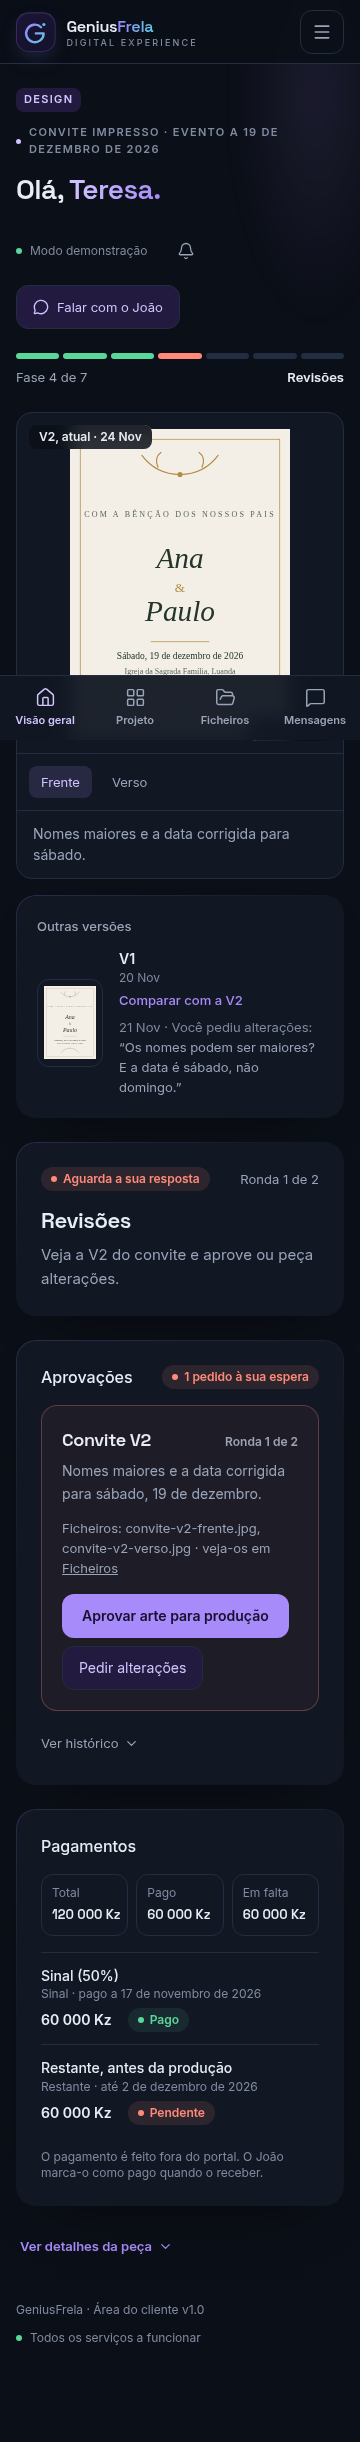 GeniusFrela
DIGITAL EXPERIENCE
DESIGN
CONVITE IMPRESSO · EVENTO A 19 DE
DEZEMBRO DE 2026
Olá, Teresa.
Modo demonstração
Falar com o João
Fase 4 de 7
Revisões
V2, atual · 24 Nov
COM A BÊNÇÃO DOS NOSSOS PAIS
Ana
&
Paulo
Sábado, 19 de dezembro de 2026
Igreja da Sagrada Família, Luanda
Visão geral
Projeto
Ficheiros
Mensagens
Frente
Verso
Nomes maiores e a data corrigida para
sábado.
Outras versões
V1
20 Nov
Comparar com a V2
21 Nov · Você pediu alterações:
“Os nomes podem ser maiores?
E a data é sábado, não
domingo.”
Ana
Paulo
Aguarda a sua resposta
Ronda 1 de 2
Revisões
Veja a V2 do convite e aprove ou peça
alterações.
Aprovações
1 pedido à sua espera
Convite V2
Ronda 1 de 2
Nomes maiores e a data corrigida
para sábado, 19 de dezembro.
Ficheiros: convite-v2-frente.jpg,
convite-v2-verso.jpg · veja-os em
Ficheiros
Aprovar arte para produção
Pedir alterações
Ver histórico
Pagamentos
Total
120 000 Kz
Pago
60 000 Kz
Em falta
60 000 Kz
Sinal (50%)
Sinal · pago a 17 de novembro de 2026
60 000 Kz
Pago
Restante, antes da produção
Restante · até 2 de dezembro de 2026
60 000 Kz
Pendente
O pagamento é feito fora do portal. O João
marca-o como pago quando o receber.
Ver detalhes da peça
GeniusFrela · Área do cliente v1.0
Todos os serviços a funcionar